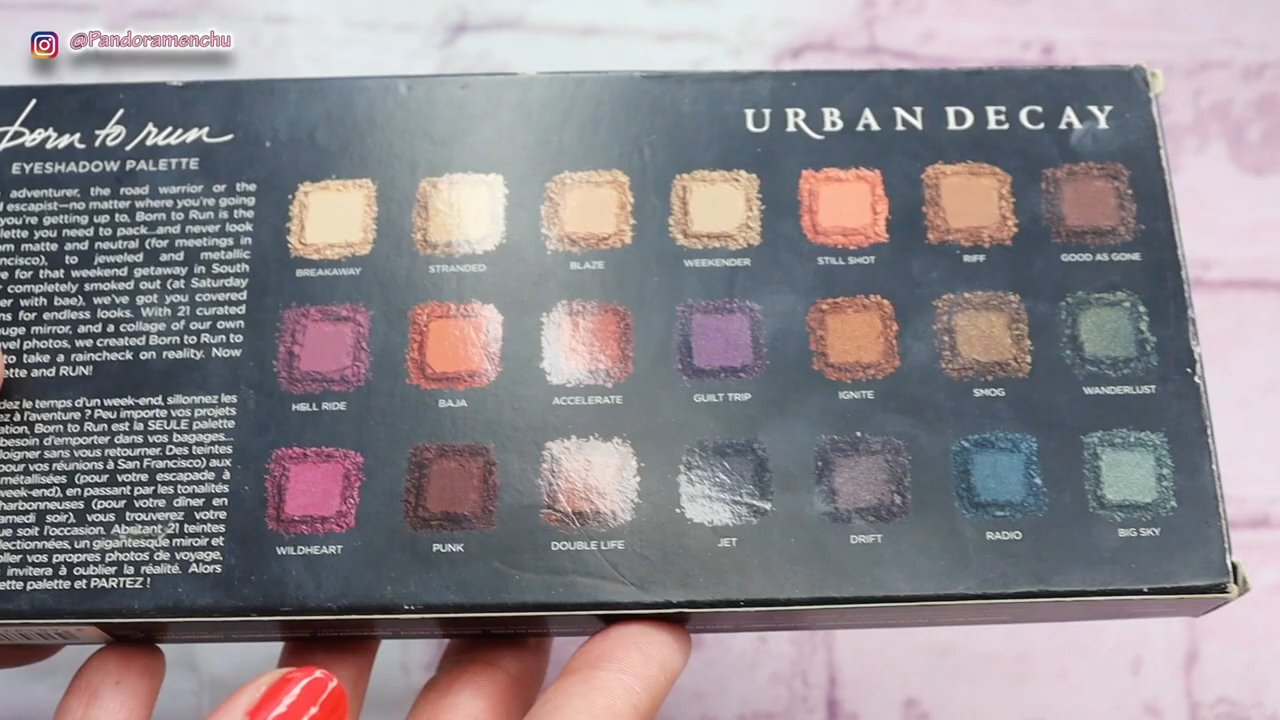 @Pandoramenchu
born to run
EYESHADOW PALETTE
URBAN DECAY
adventurer, the road warrior or the
escapist—no matter where you're going
you're getting up to, Born to Run is the
you need to pack...and never look
matte and neutral (for meetings in
to jeweled and metallic
for that weekend getaway in South
completely smoked out (at Saturday
with bae), we've got you covered
for endless looks. With 21 curated
mirror, and a collage of our own
photos, we created Born to Run to
to take a raincheck on reality. Now
and RUN!
le temps d'un week-end, sillonnez les
à l'aventure ? Peu importe vos projets
Born to Run est la SEULE palette
besoin d'emporter dans vos bagages...
sans vous retourner. Des teintes
pour vos réunions à San Francisco) aux
métallisées (pour votre escapade à
week-end), en passant par les tonalités
charbonneuses (pour votre dîner en
samedi soir), vous trouverez votre
que soit l'occasion. Abritant 21 teintes
un gigantesque miroir et
vos propres photos de voyage,
invitera à oublier la réalité. Alors
palette et PARTEZ !
BREAKAWAY STRANDED BLAZE WEEKENDER STILL SHOT RIFF GOOD AS GONE
HELL RIDE BAJA ACCELERATE GUILT TRIP IGNITE SMOG WANDERLUST
WILDHEART PUNK DOUBLE LIFE JET DRIFT RADIO BIG SKY